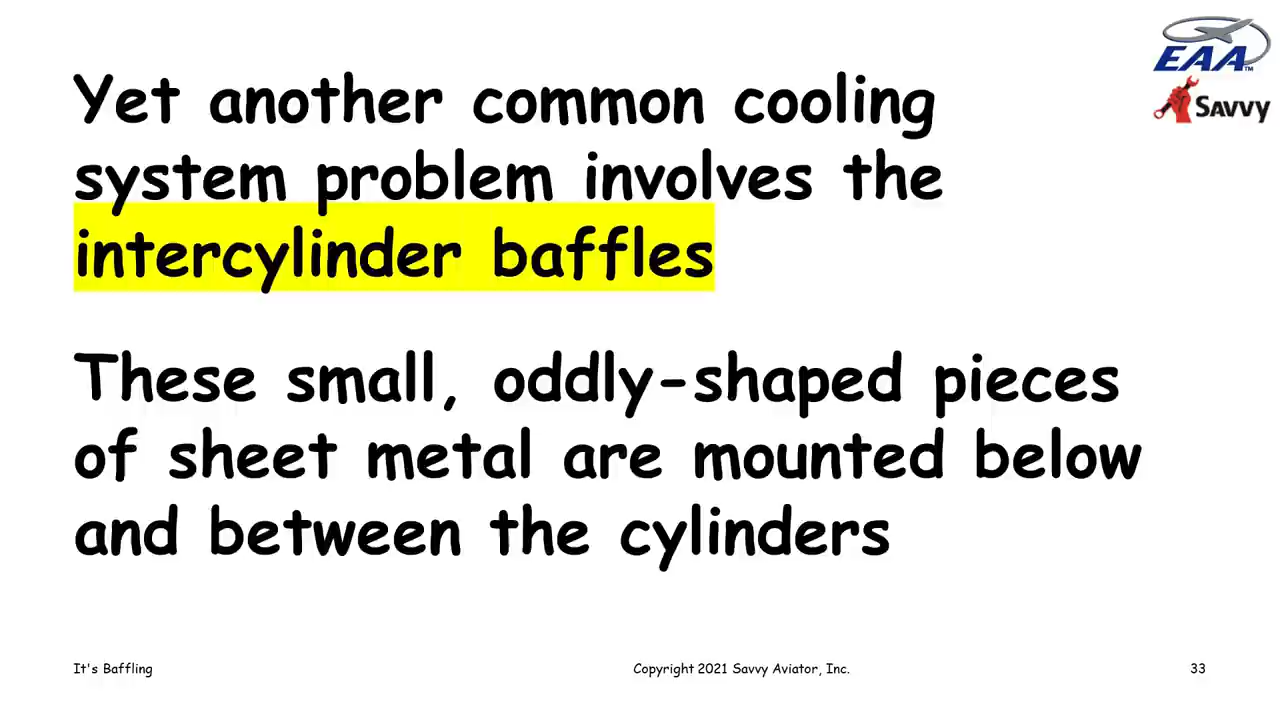 EAA™
Savvy
Yet another common cooling
system problem involves the
intercylinder baffles
These small, oddly-shaped pieces
of sheet metal are mounted below
and between the cylinders
It's Baffling
Copyright 2021 Savvy Aviator, Inc.
33